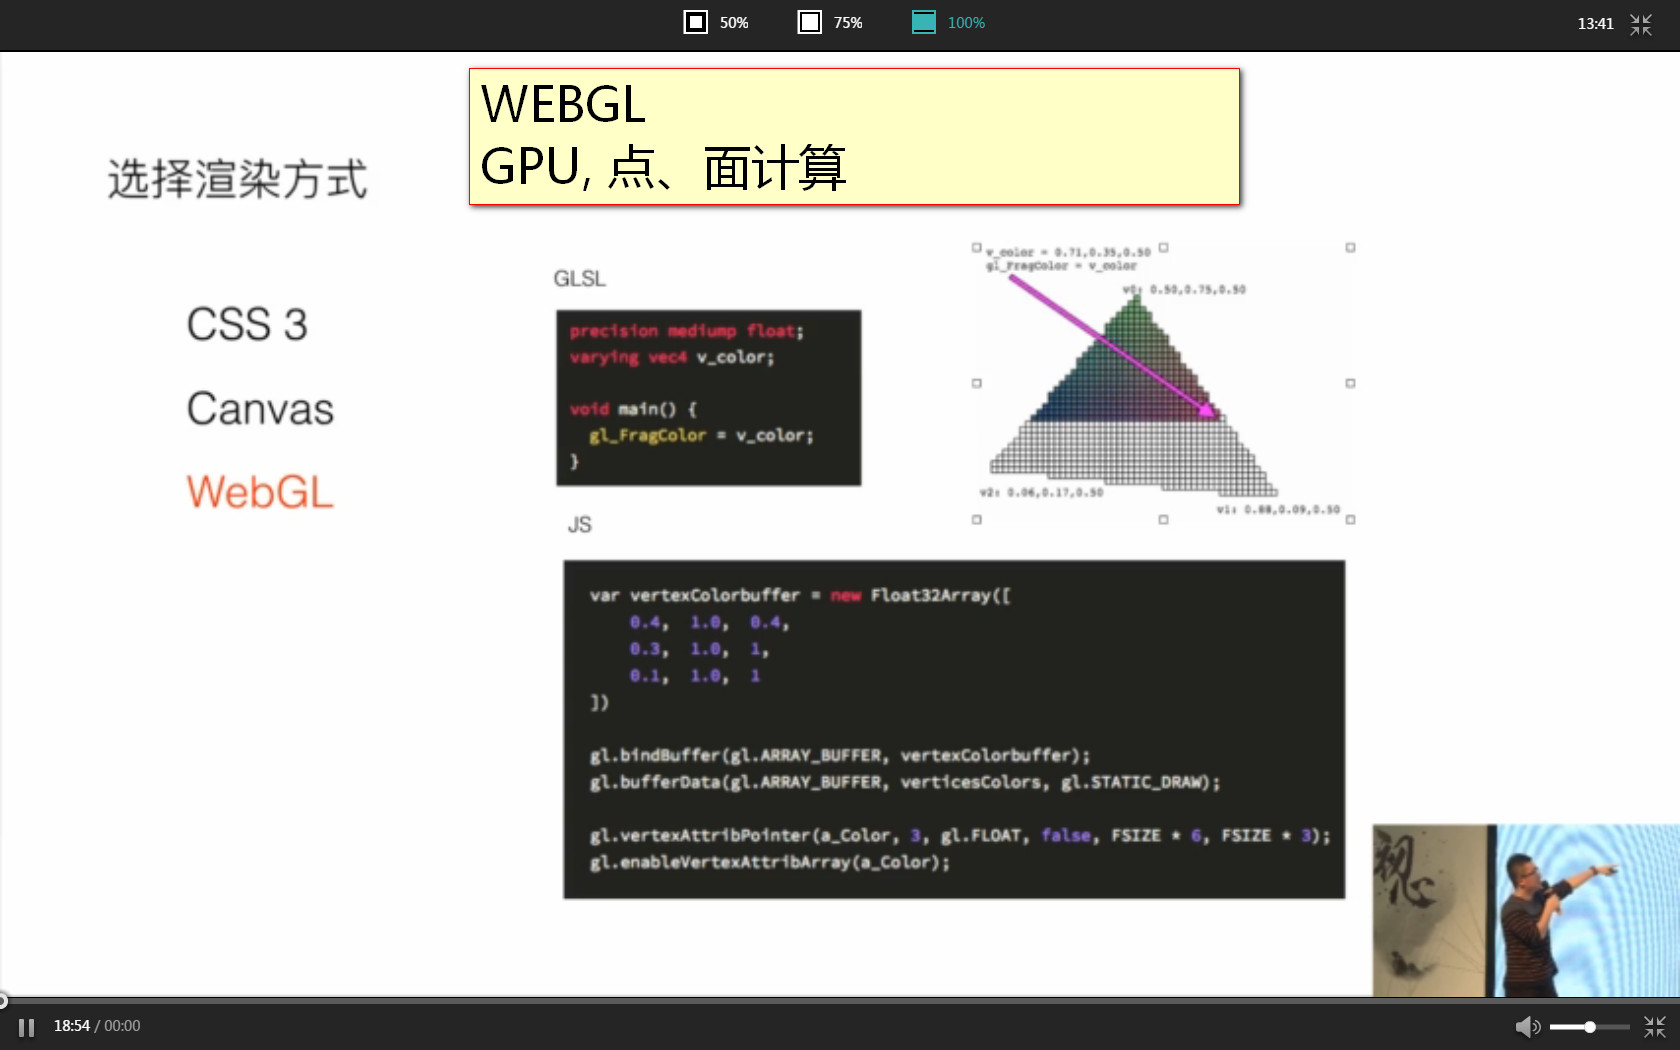 50% 75% 100% 13:41
WEBGL
GPU, 点、面计算
选择渲染方式
CSS 3
Canvas
WebGL
GLSL
precision mediump float;
varying vec4 v_color;
void main() {
gl_FragColor = v_color;
}
v_color = 0.71,0.35,0.50
gl_FragColor = v_color
v0: 0.50,0.75,0.50
v2: 0.06,0.17,0.50
v1: 0.88,0.09,0.50
JS
var vertexColorbuffer = new Float32Array([
0.4, 1.0, 0.4,
0.3, 1.0, 1,
0.1, 1.0, 1
])
gl.bindBuffer(gl.ARRAY_BUFFER, vertexColorbuffer);
gl.bufferData(gl.ARRAY_BUFFER, verticesColors, gl.STATIC_DRAW);
gl.vertexAttribPointer(a_Color, 3, gl.FLOAT, false, FSIZE * 6, FSIZE * 3);
gl.enableVertexAttribArray(a_Color);
初心
18:54 / 00:00